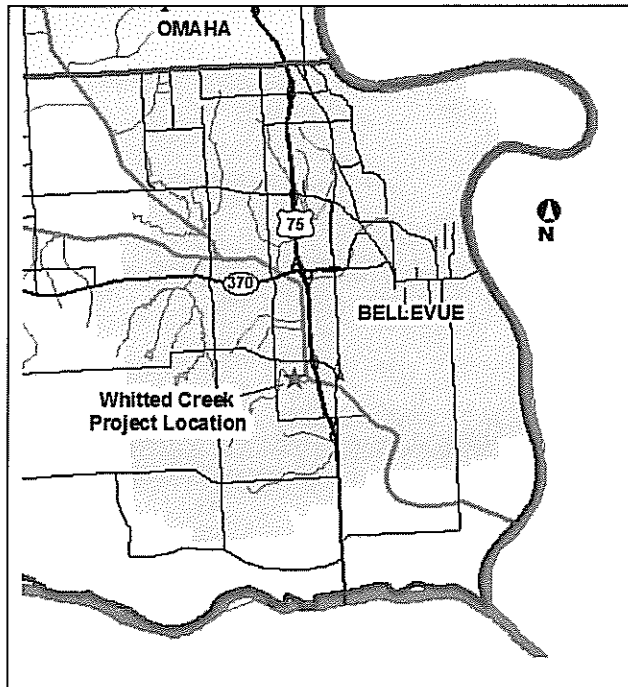 OMAHA
N
75
370
BELLEVUE
Whitted Creek
Project Location